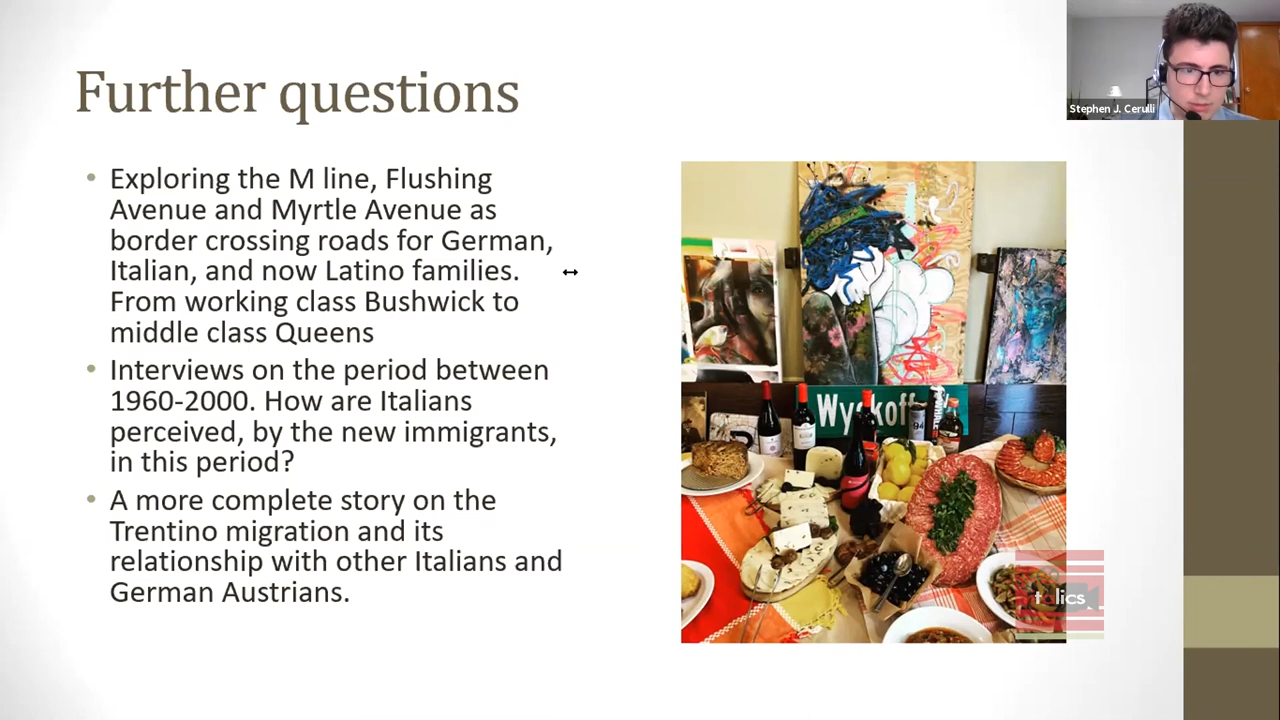 Further questions
Stephen J. Cerulli
• Exploring the M line, Flushing
Avenue and Myrtle Avenue as
border crossing roads for German,
Italian, and now Latino families.
From working class Bushwick to
middle class Queens
• Interviews on the period between
1960-2000. How are Italians
perceived, by the new immigrants,
in this period?
• A more complete story on the
Trentino migration and its
relationship with other Italians and
German Austrians.
94
italics